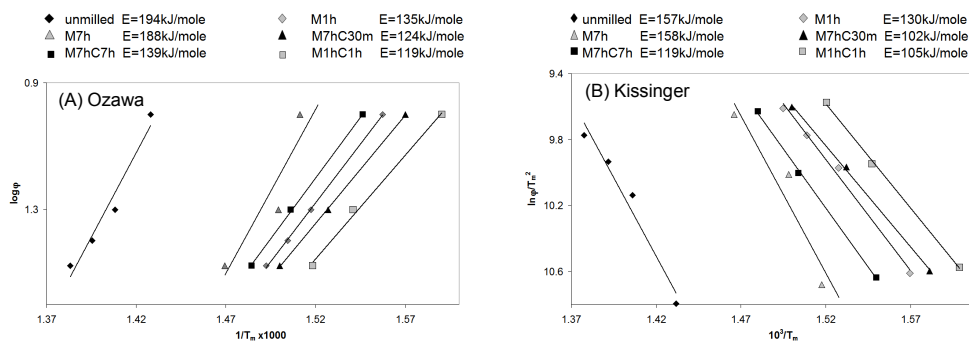 unmilled E=194kJ/mole M1h E=135kJ/mole
M7h E=188kJ/mole M7hC30m E=124kJ/mole
M7hC7h E=139kJ/mole M1hC1h E=119kJ/mole
0.9
(A) Ozawa
logφ
1.3
1.37 1.42 1.47 1.52 1.57
1/Tm x1000
unmilled E=157kJ/mole M1h E=130kJ/mole
M7h E=158kJ/mole M7hC30m E=102kJ/mole
M7hC7h E=119kJ/mole M1hC1h E=105kJ/mole
9.4
(B) Kissinger
9.8
ln φ/Tm²
10.2
10.6
1.37 1.42 1.47 1.52 1.57
10³/Tm